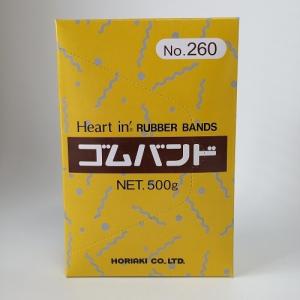 No.260
Heart in' RUBBER BANDS
ゴムバンド
NET. 500g
HORIAKI CO., LTD.